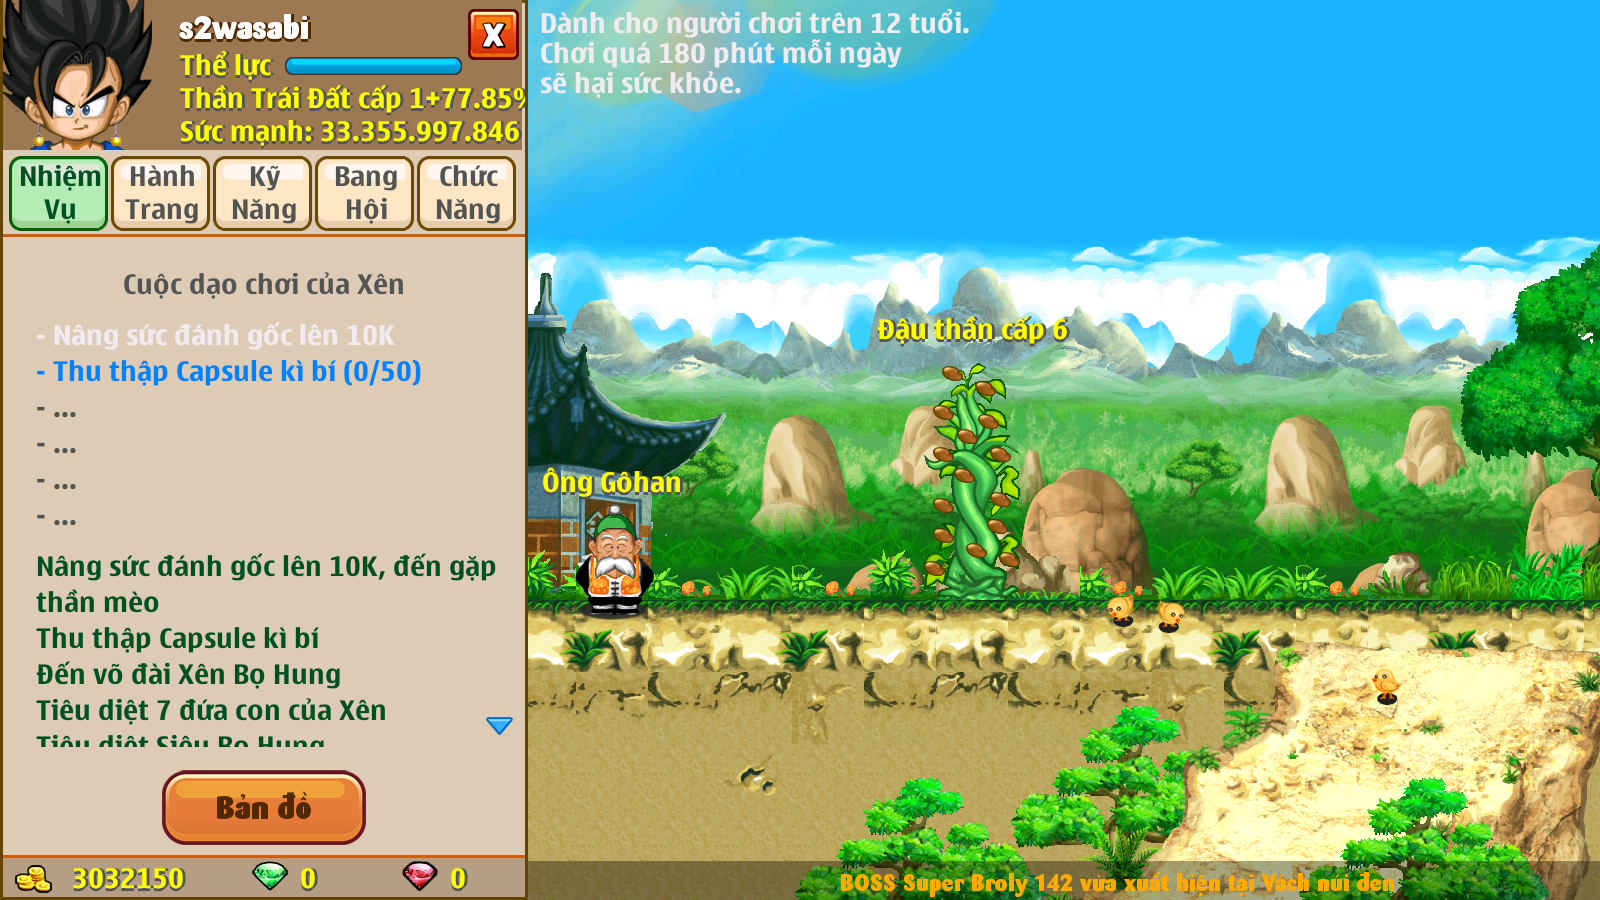 s2wasabi
X
Thể lực
Thần Trái Đất cấp 1+77.85%
Sức mạnh: 33.355.997.846
Nhiệm Vụ
Hành Trang
Kỹ Năng
Bang Hội
Chức Năng
Cuộc dạo chơi của Xên
- Nâng sức đánh gốc lên 10K
- Thu thập Capsule kì bí (0/50)
- ...
- ...
- ...
- ...
Nâng sức đánh gốc lên 10K, đến gặp
thần mèo
Thu thập Capsule kì bí
Đến võ đài Xên Bọ Hung
Tiêu diệt 7 đứa con của Xên
Tiêu diệt Siêu Bọ Hung
Bản đồ
3032150
0
0
Dành cho người chơi trên 12 tuổi.
Chơi quá 180 phút mỗi ngày
sẽ hại sức khỏe.
Đậu thần cấp 6
Ông Gôhan
BOSS Super Broly 142 vừa xuất hiện tại Vách núi đen